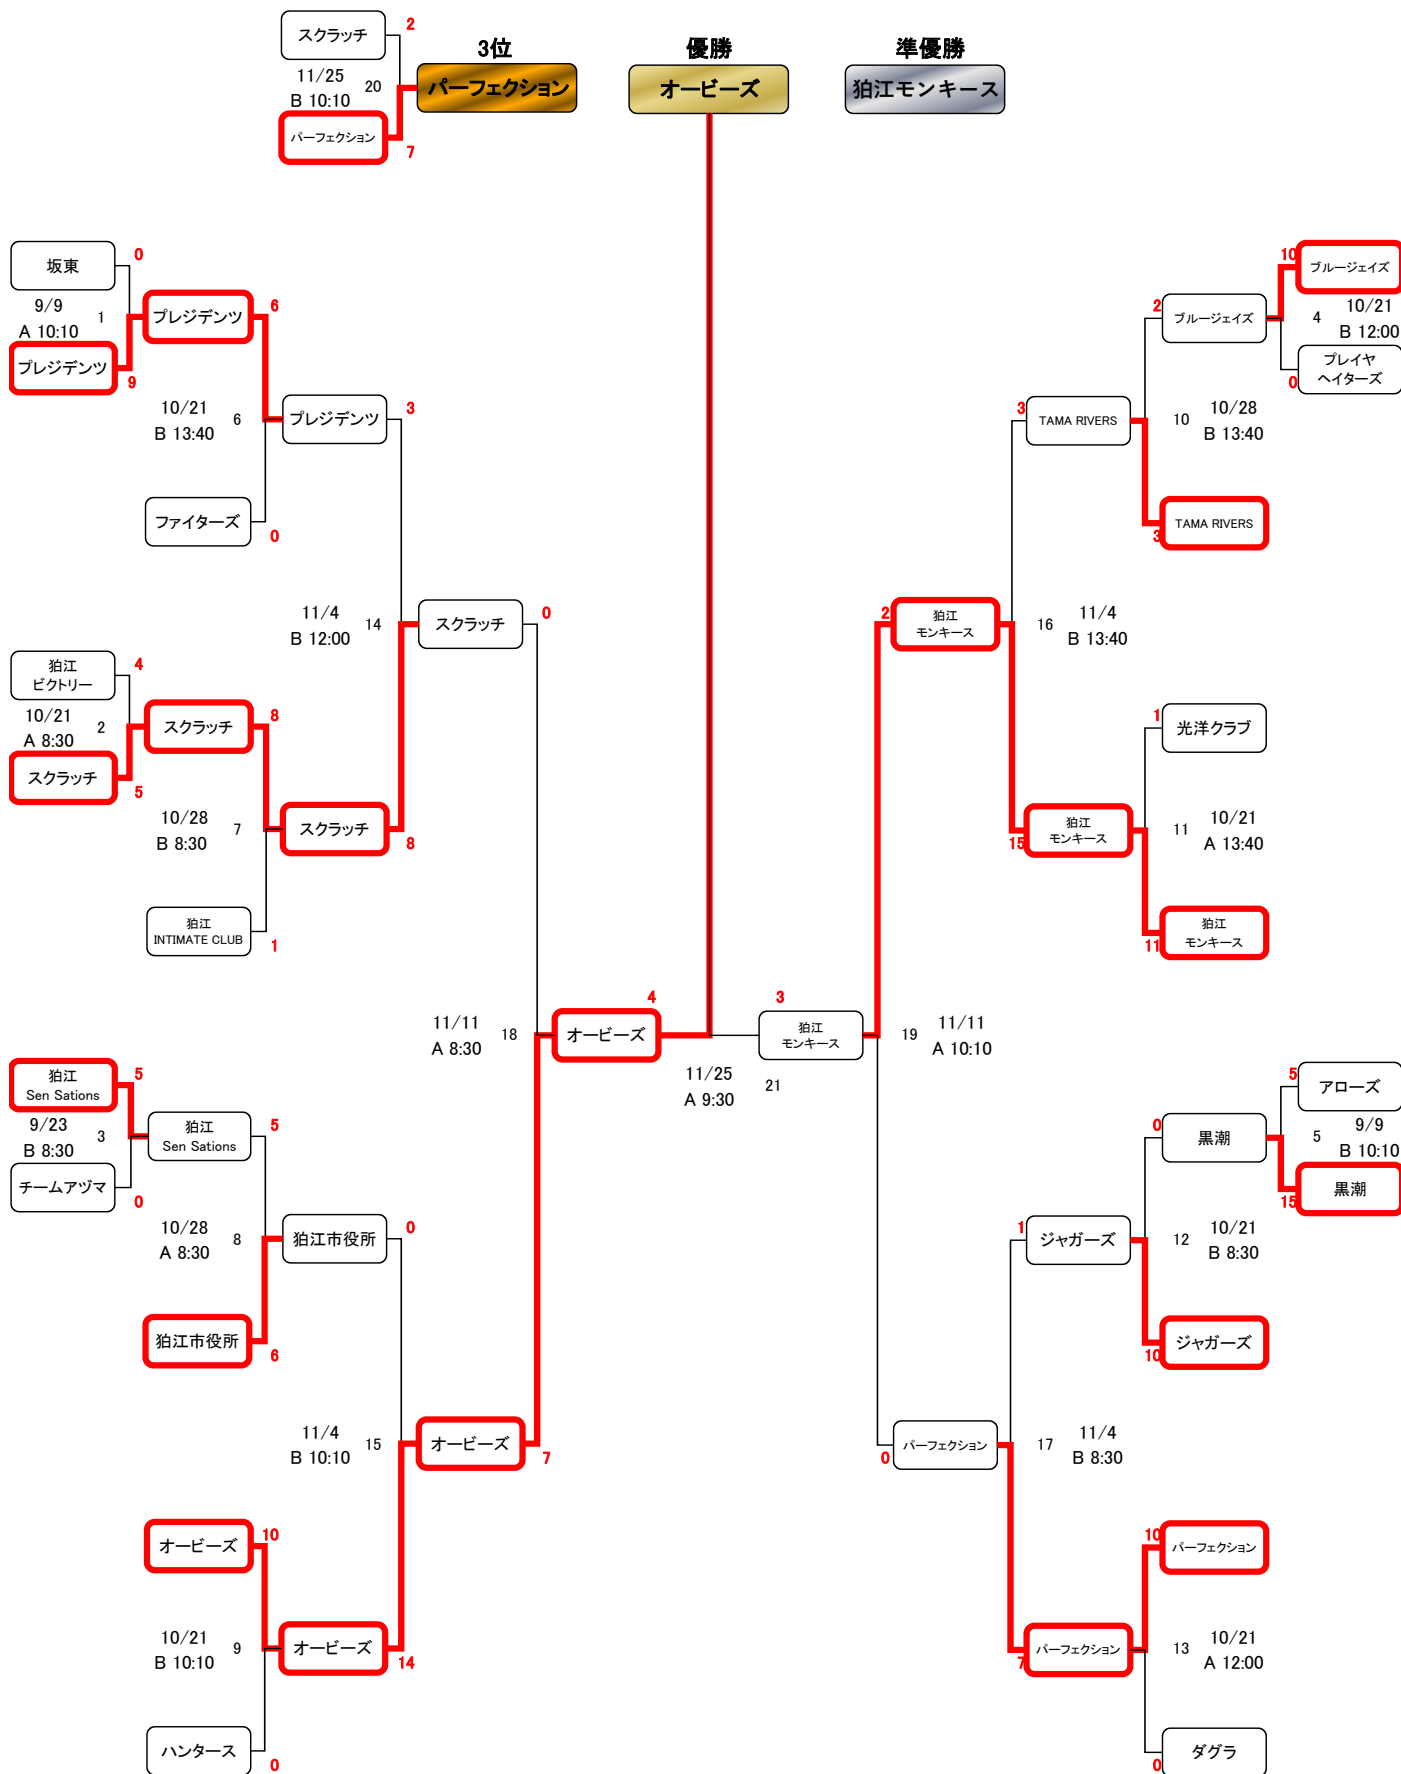 スクラッチ
2
3位
優勝
準優勝
11/25
B 10:10
20
パーフェクション
オービーズ
狛江モンキース
パーフェクション
7
坂東
0
9/9
A 10:10
1
プレジデンツ
9
プレジデンツ
6
10/21
B 13:40
6
プレジデンツ
3
ファイターズ
0
11/4
B 12:00
14
スクラッチ
0
狛江
ビクトリー
4
10/21
A 8:30
2
スクラッチ
5
スクラッチ
8
10/28
B 8:30
7
スクラッチ
8
狛江
INTIMATE CLUB
1
11/11
A 8:30
18
オービーズ
4
狛江
Sen Sations
5
9/23
B 8:30
3
チームアヅマ
0
狛江
Sen Sations
5
10/28
A 8:30
8
狛江市役所
0
狛江市役所
6
11/4
B 10:10
15
オービーズ
7
オービーズ
10
10/21
B 10:10
9
オービーズ
14
ハンタース
0
3
狛江
モンキース
11/25
A 9:30
21
10
ブルージェイズ
4
10/21
B 12:00
0
プレイヤ
ヘイターズ
2
ブルージェイズ
10
10/28
B 13:40
3
TAMA RIVERS
3
TAMA RIVERS
2
狛江
モンキース
16
11/4
B 13:40
1
光洋クラブ
15
狛江
モンキース
11
10/21
A 13:40
11
狛江
モンキース
19
11/11
A 10:10
5
アローズ
5
9/9
B 10:10
15
黒潮
0
黒潮
12
10/21
B 8:30
1
ジャガーズ
10
ジャガーズ
0
パーフェクション
17
11/4
B 8:30
10
パーフェクション
7
パーフェクション
13
10/21
A 12:00
0
ダグラ